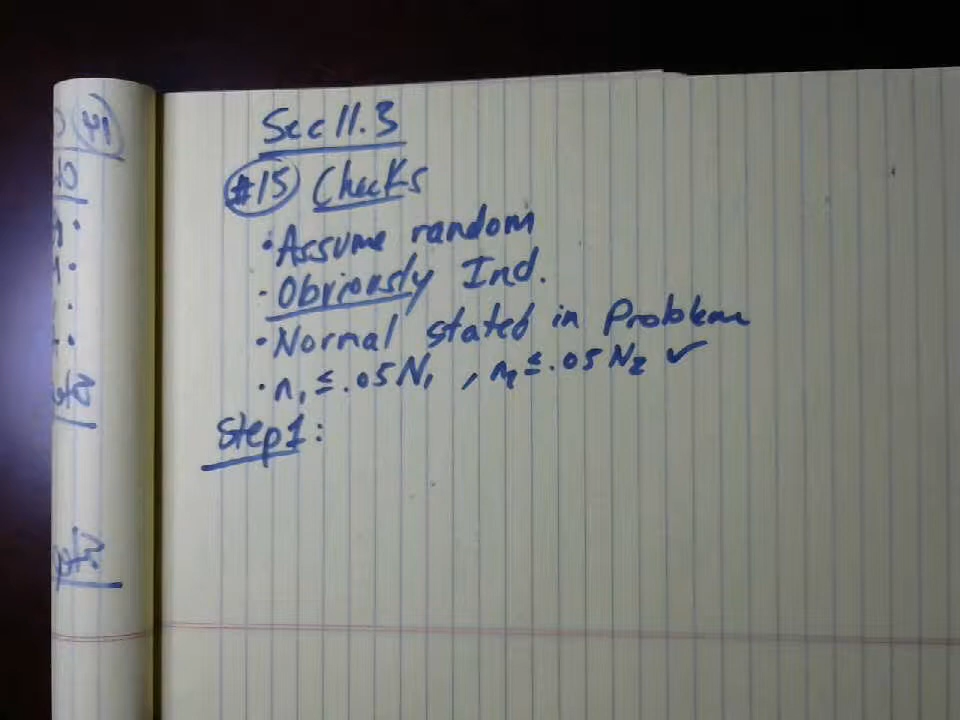 Sec 11.3
#15 Checks
• Assume random
• Obviously Ind.
• Normal stated in Problem
• n₁ ≤ .05N₁ , n₂ ≤ .05N₂ ✓
Step 1: